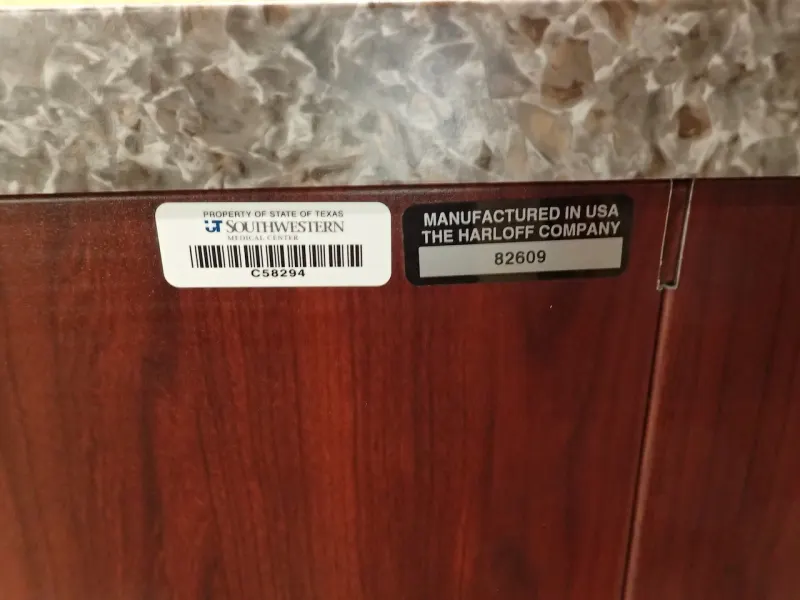 PROPERTY OF STATE OF TEXAS
UT SOUTHWESTERN
MEDICAL CENTER
C58294
MANUFACTURED IN USA
THE HARLOFF COMPANY
82609